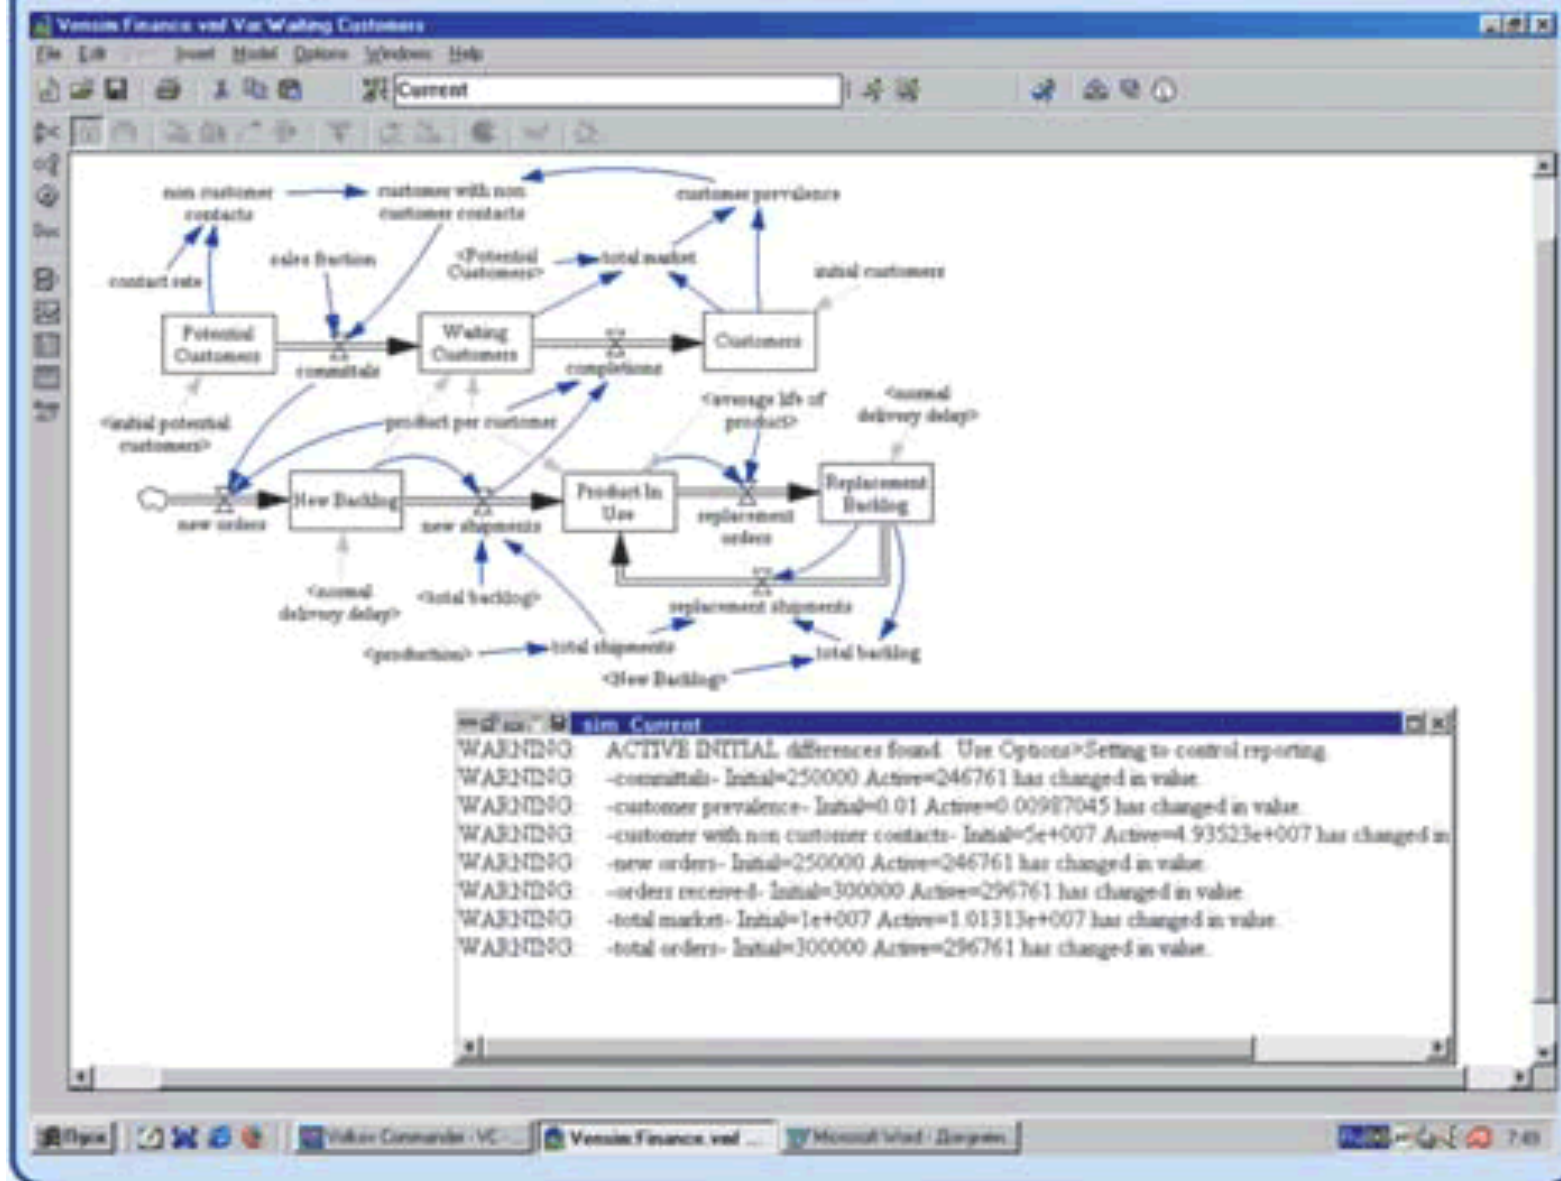 Vensim:Finance.vmf Var:Waiting Customers
File Edit Insert Model Options Windows Help
Current
non customer
contacts
customer with non
customer contacts
customer prevalence
contact rate
sales fraction
<Potential
Customers>
total market
initial customers
Potential
Customers
Waiting
Customers
Customers
committals
completions
<initial potential
customers>
product per customer
<average life of
product>
<normal
delivery delay>
New Backlog
Product In
Use
Replacement
Backlog
new orders
new shipments
replacement
orders
<normal
delivery delay>
<total backlog>
replacement shipments
<production>
total shipments
total backlog
<New Backlog>
sim Current
WARNING: ACTIVE INITIAL differences found. Use Options>Setting to control reporting.
WARNING: -committals- Initial=250000 Active=246761 has changed in value.
WARNING: -customer prevalence- Initial=0.01 Active=0.00987045 has changed in value.
WARNING: -customer with non customer contacts- Initial=5e+007 Active=4.93523e+007 has changed in
WARNING: -new orders- Initial=250000 Active=246761 has changed in value.
WARNING: -orders received- Initial=300000 Active=296761 has changed in value.
WARNING: -total market- Initial=1e+007 Active=1.01313e+007 has changed in value.
WARNING: -total orders- Initial=300000 Active=296761 has changed in value.
Пуск
Volkov Commander - VC - ...
Vensim:Finance.vmf ...
Microsoft Word - Диаграм...